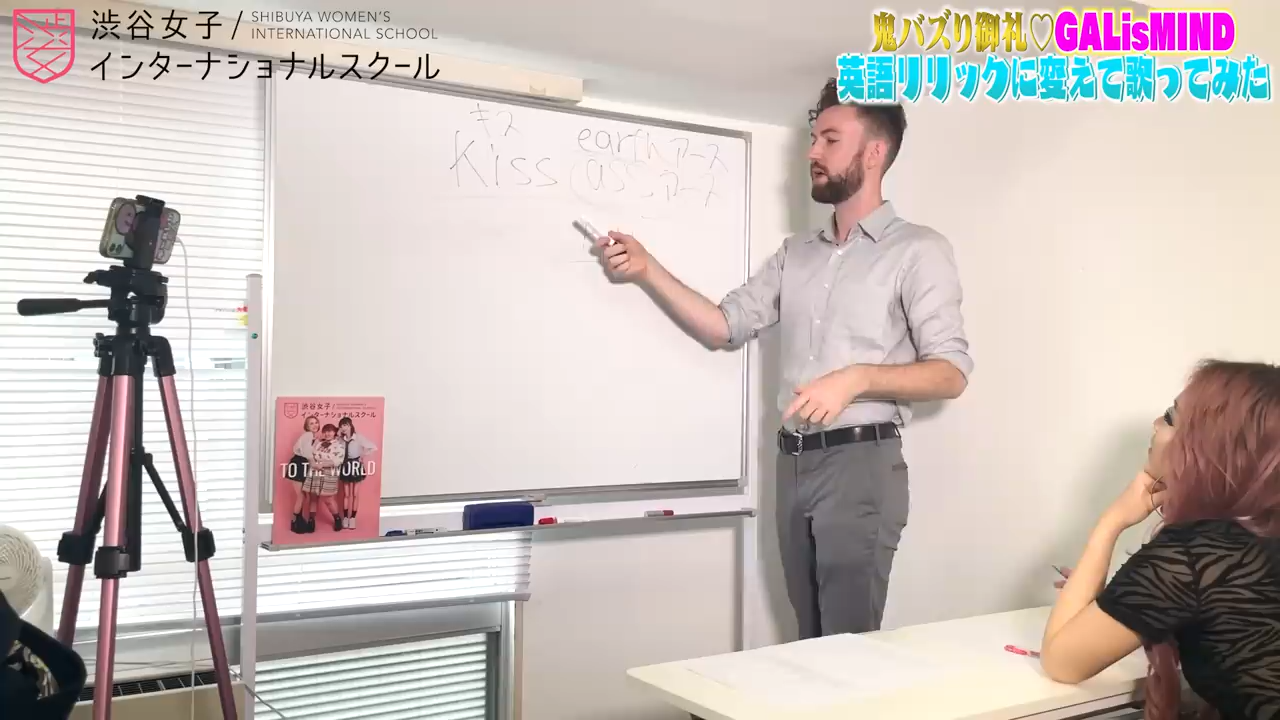 渋谷女子/
インターナショナルスクール
SHIBUYA WOMEN'S
INTERNATIONAL SCHOOL
鬼バズり御札♡GALisMIND
英語リリックに変えて歌ってみた
キス
Kiss
earth アース
ass アース
渋谷女子/
インターナショナルスクール
TO THE WORLD